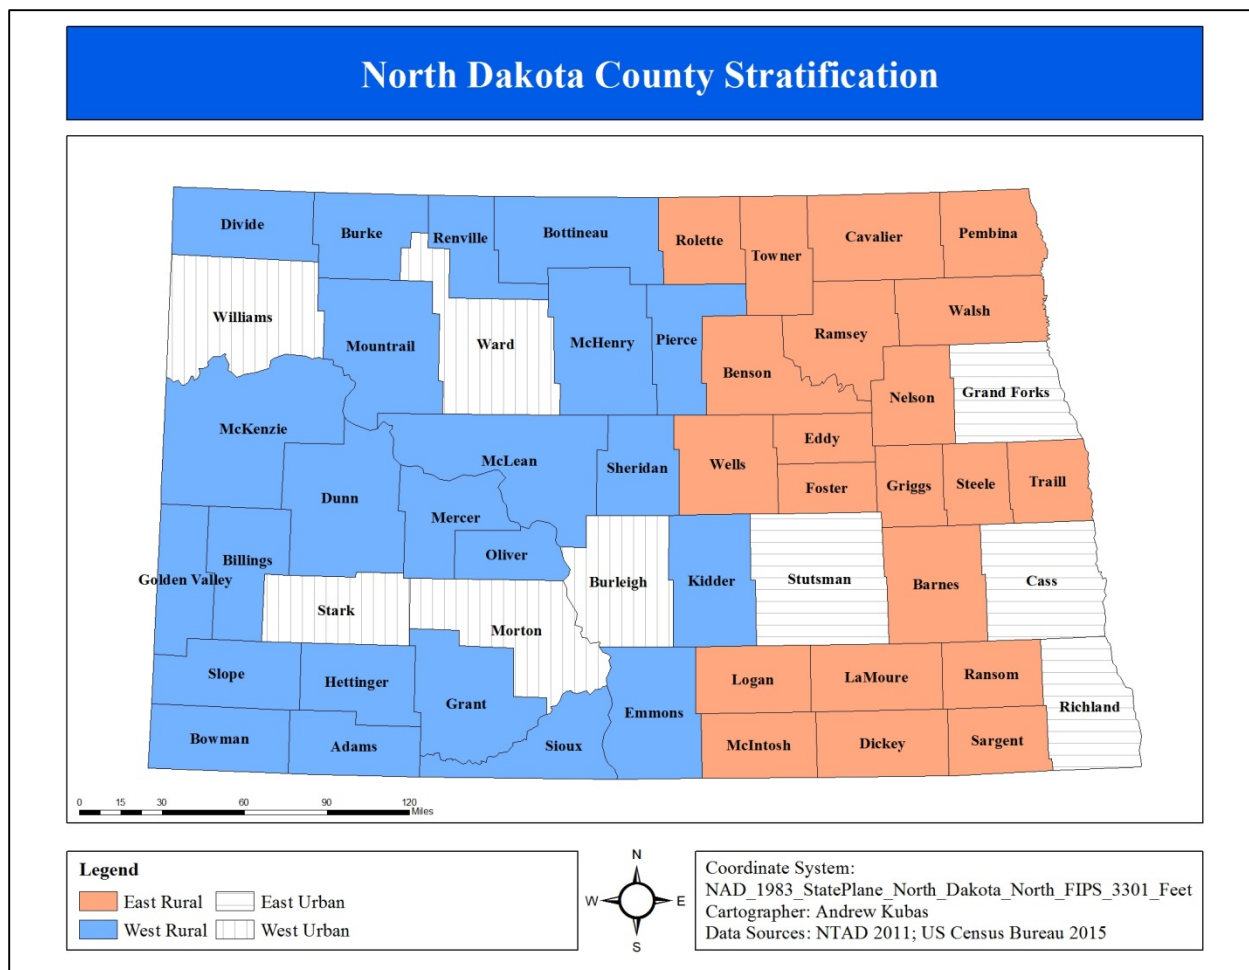 North Dakota County Stratification
Divide
Burke
Renville
Bottineau
Rolette
Towner
Cavalier
Pembina
Williams
Mountrail
Ward
McHenry
Pierce
Benson
Ramsey
Walsh
Nelson
Grand Forks
McKenzie
Dunn
McLean
Mercer
Oliver
Sheridan
Wells
Eddy
Foster
Griggs
Steele
Traill
Golden Valley
Billings
Stark
Morton
Burleigh
Kidder
Stutsman
Barnes
Cass
Slope
Hettinger
Grant
Bowman
Adams
Sioux
Emmons
Logan
LaMoure
Ransom
Richland
McIntosh
Dickey
Sargent
0 15 30 60 90 120
Miles
Legend
East Rural East Urban
West Rural West Urban
N
W E
S
Coordinate System:
NAD_1983_StatePlane_North_Dakota_North_FIPS_3301_Feet
Cartographer: Andrew Kubas
Data Sources: NTAD 2011; US Census Bureau 2015